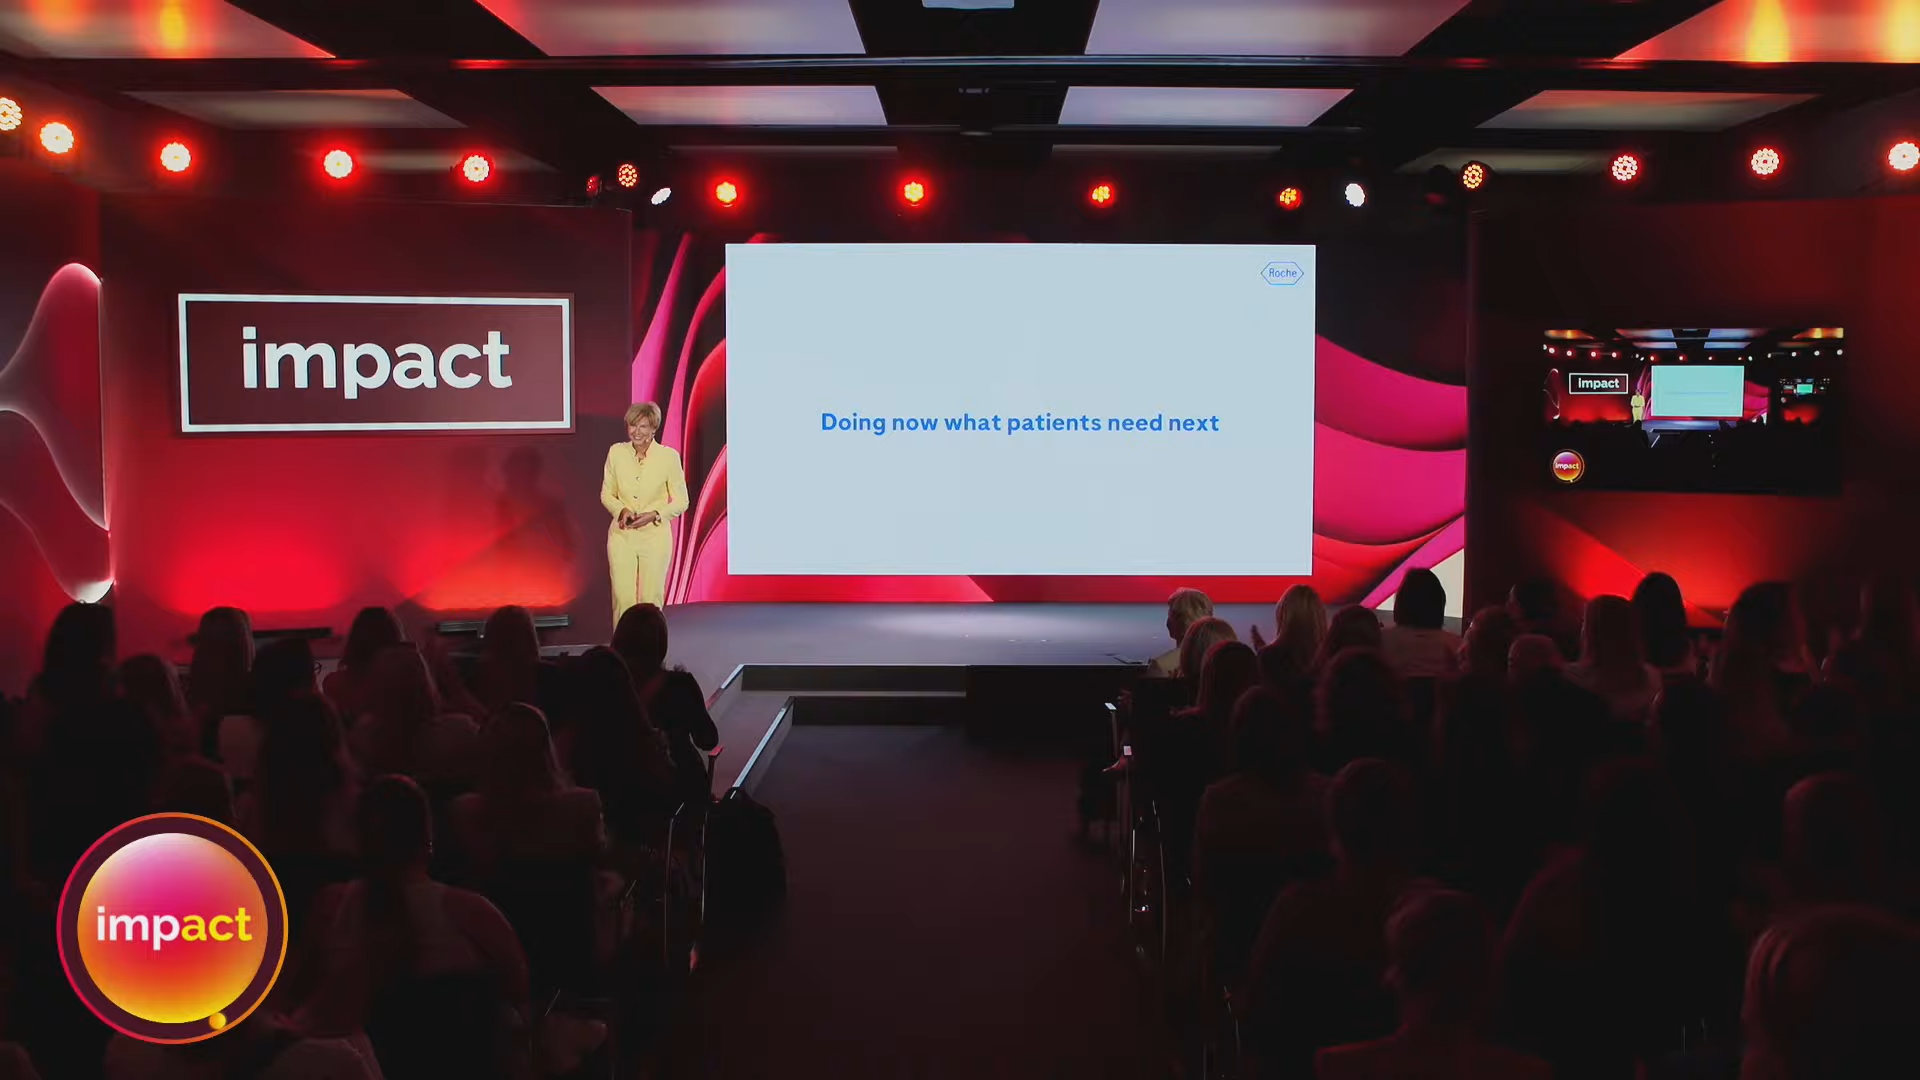 impact
Roche
Doing now what patients need next
impact
impact
impact